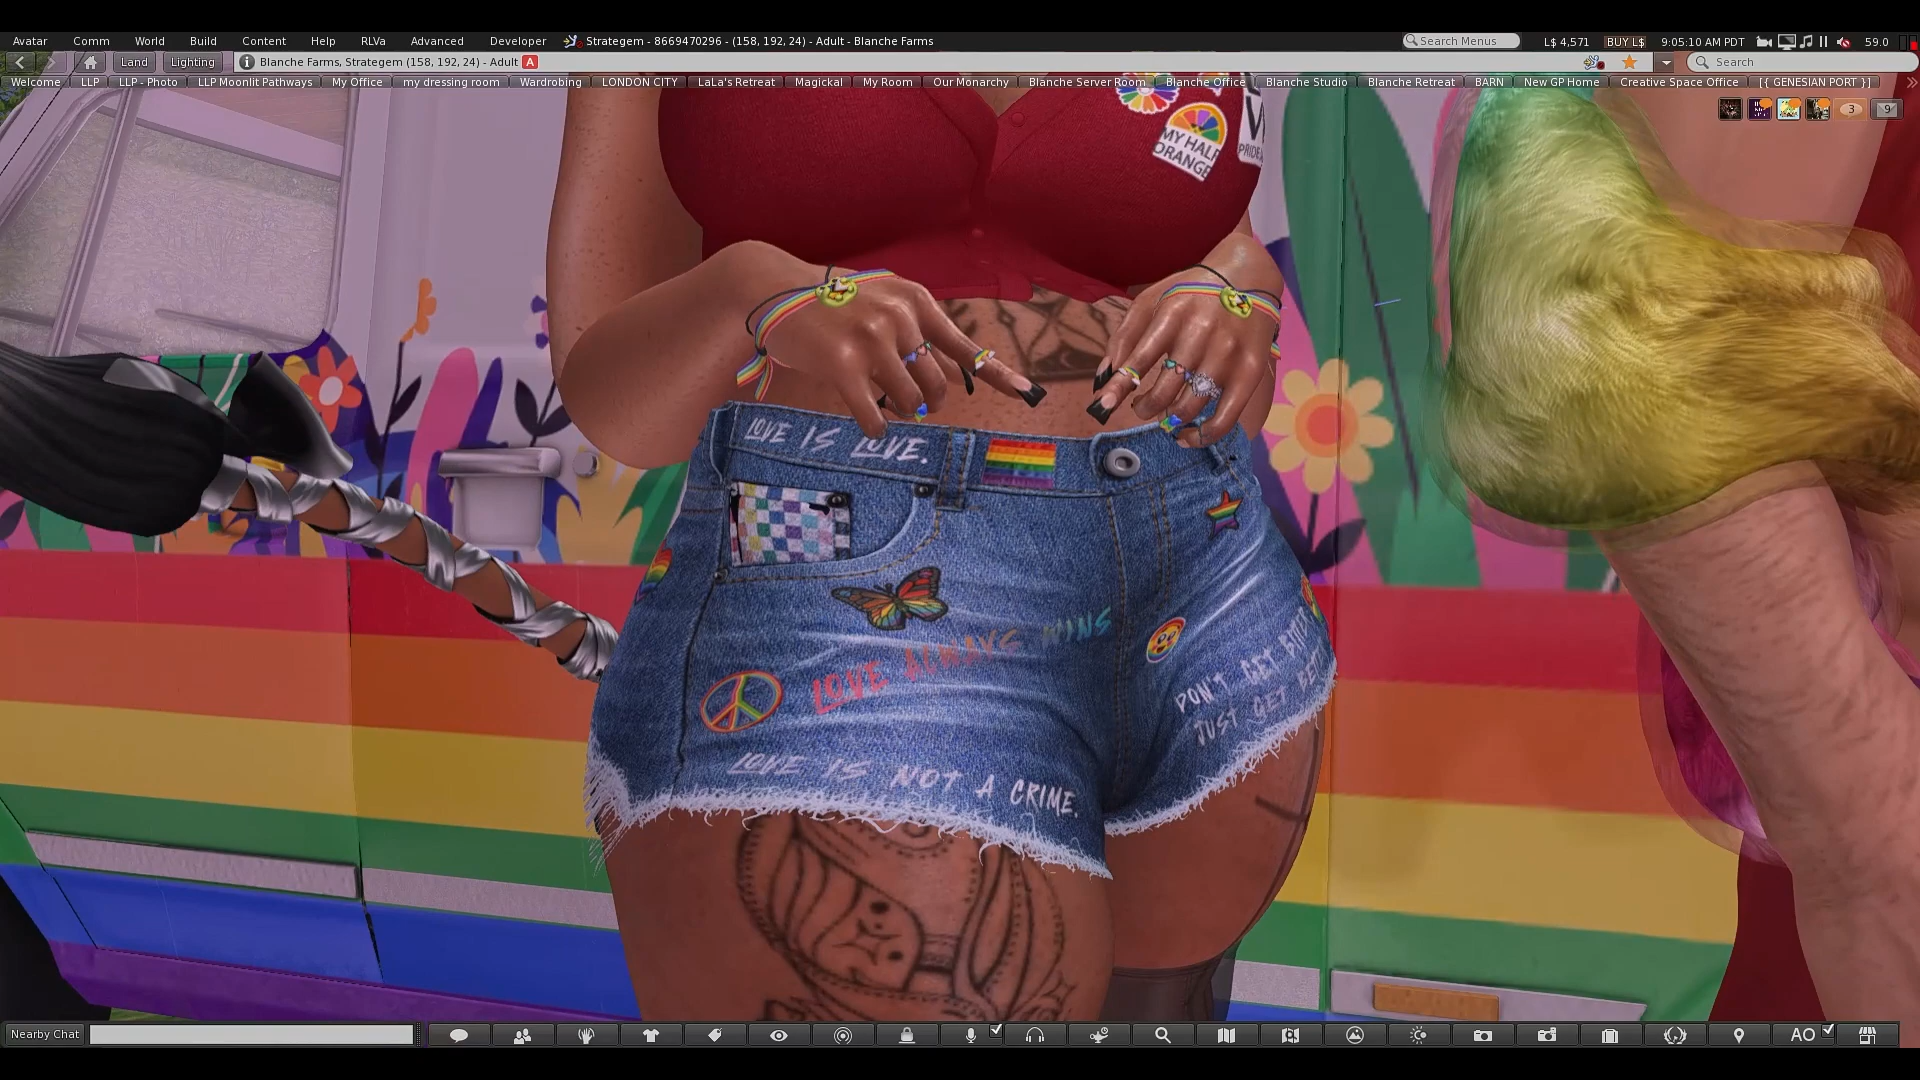 Avatar Comm World Build Content Help RLVa Advanced Developer Strategem - 8669470296 - (158, 192, 24) - Adult - Blanche Farms Search Menus L$ 4,571 BUY L$ 9:05:10 AM PDT 59.0
Land Lighting Blanche Farms, Strategem (158, 192, 24) - Adult A Search
Welcome LLP LLP - Photo LLP Moonlit Pathways My Office my dressing room Wardrobing LONDON CITY LaLa's Retreat Magickal My Room Our Monarchy Blanche Server Room Blanche Office Blanche Studio Blanche Retreat BARN New GP Home Creative Space Office [{ GENESIAN PORT }]
3 9
MY HALF
ORANGE
PRIDE
LOVE IS LOVE.
LOVE ALWAYS WINS
DON'T GET
JUST GET
LOVE IS NOT A CRIME.
Nearby Chat AO